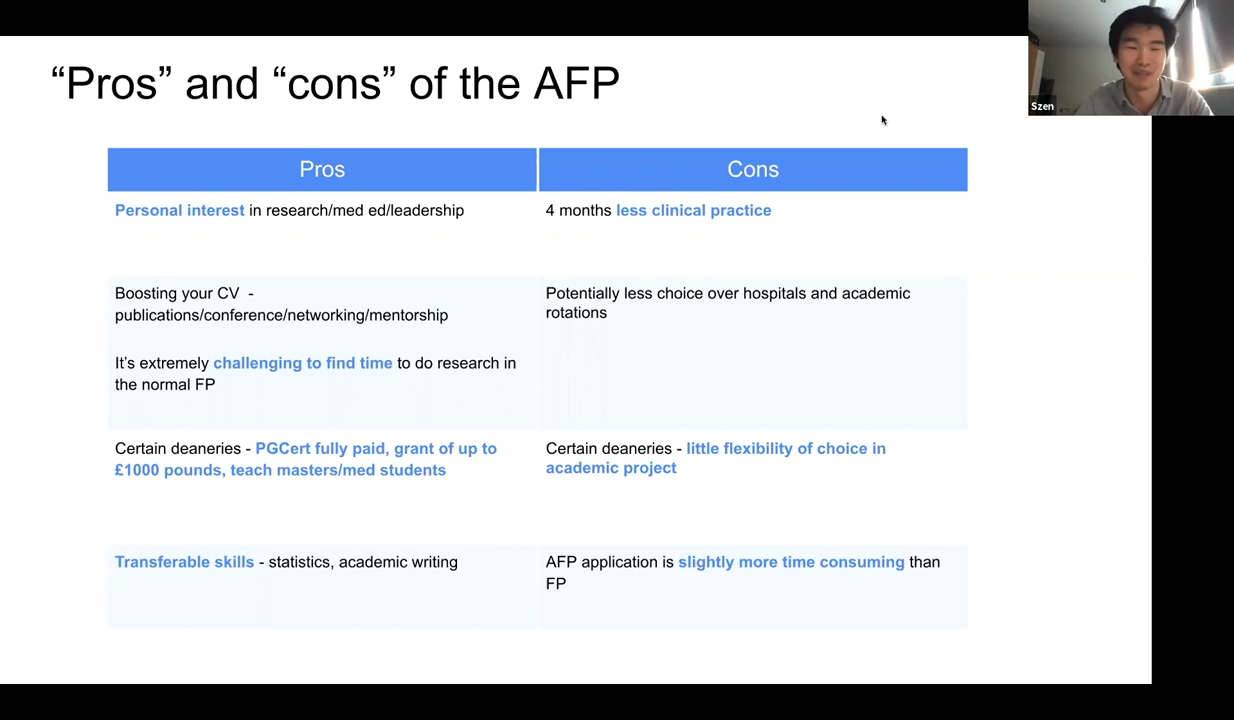 “Pros” and “cons” of the AFP
Szen
Pros
Cons
Personal interest in research/med ed/leadership
4 months less clinical practice
Boosting your CV  -
publications/conference/networking/mentorship
It’s extremely challenging to find time to do research in
the normal FP
Potentially less choice over hospitals and academic
rotations
Certain deaneries - PGCert fully paid, grant of up to
£1000 pounds, teach masters/med students
Certain deaneries - little flexibility of choice in
academic project
Transferable skills - statistics, academic writing
AFP application is slightly more time consuming than
FP